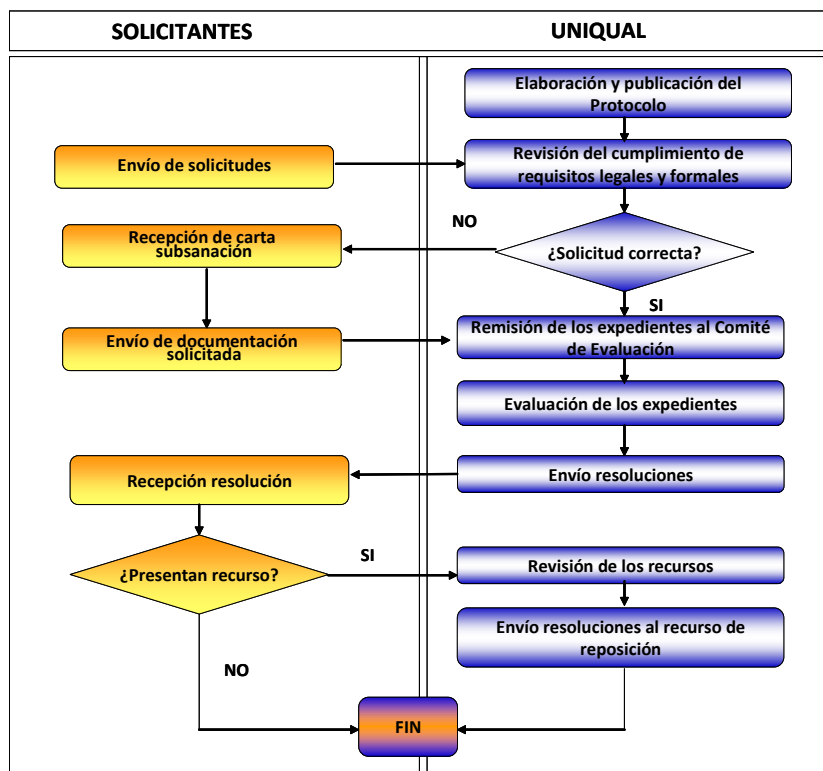 SOLICITANTES
UNIQUAL
Elaboración y publicación del
Protocolo
Envío de solicitudes
Revisión del cumplimiento de
requisitos legales y formales
NO
Recepción de carta
subsanación
¿Solicitud correcta?
SI
Envío de documentación
solicitada
Remisión de los expedientes al Comité
de Evaluación
Evaluación de los expedientes
Recepción resolución
Envío resoluciones
SI
¿Presentan recurso?
Revisión de los recursos
Envío resoluciones al recurso de
reposición
NO
FIN